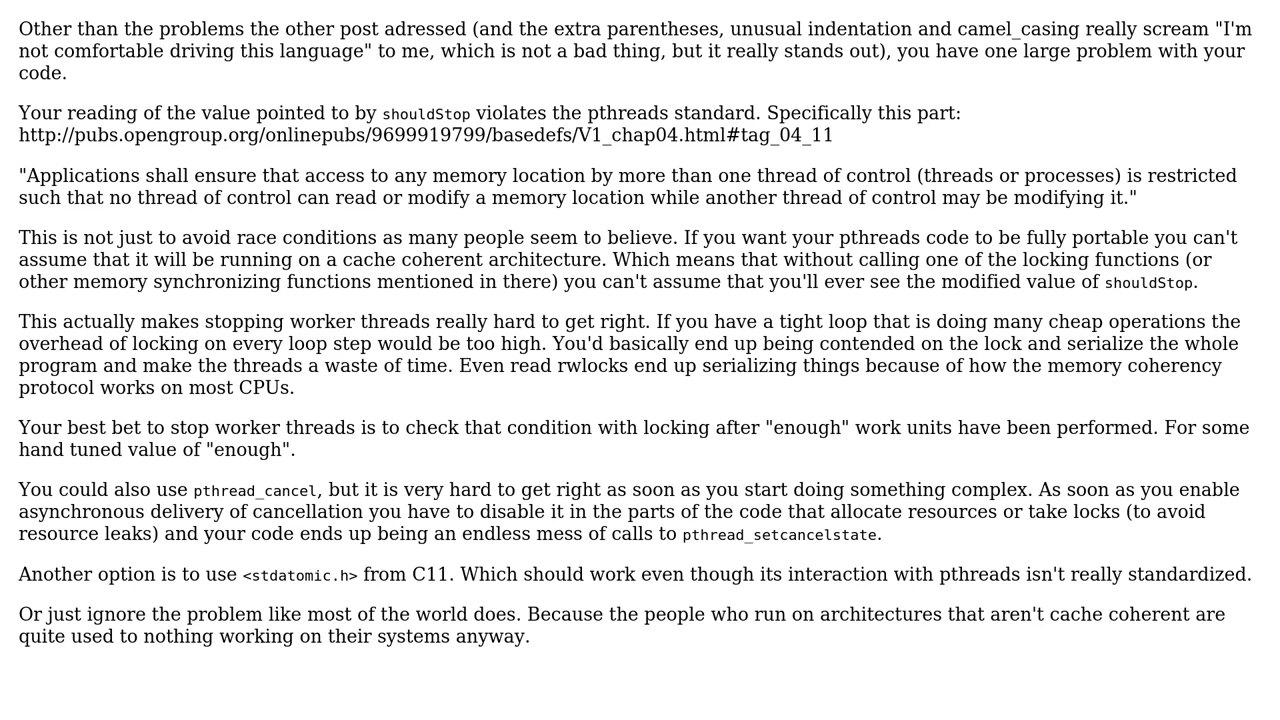 Other than the problems the other post adressed (and the extra parentheses, unusual indentation and camel_casing really scream "I'm
not comfortable driving this language" to me, which is not a bad thing, but it really stands out), you have one large problem with your
code.
Your reading of the value pointed to by shouldStop violates the pthreads standard. Specifically this part:
http://pubs.opengroup.org/onlinepubs/9699919799/basedefs/V1_chap04.html#tag_04_11
"Applications shall ensure that access to any memory location by more than one thread of control (threads or processes) is restricted
such that no thread of control can read or modify a memory location while another thread of control may be modifying it."
This is not just to avoid race conditions as many people seem to believe. If you want your pthreads code to be fully portable you can't
assume that it will be running on a cache coherent architecture. Which means that without calling one of the locking functions (or
other memory synchronizing functions mentioned in there) you can't assume that you'll ever see the modified value of shouldStop.
This actually makes stopping worker threads really hard to get right. If you have a tight loop that is doing many cheap operations the
overhead of locking on every loop step would be too high. You'd basically end up being contended on the lock and serialize the whole
program and make the threads a waste of time. Even read rwlocks end up serializing things because of how the memory coherency
protocol works on most CPUs.
Your best bet to stop worker threads is to check that condition with locking after "enough" work units have been performed. For some
hand tuned value of "enough".
You could also use pthread_cancel, but it is very hard to get right as soon as you start doing something complex. As soon as you enable
asynchronous delivery of cancellation you have to disable it in the parts of the code that allocate resources or take locks (to avoid
resource leaks) and your code ends up being an endless mess of calls to pthread_setcancelstate.
Another option is to use <stdatomic.h> from C11. Which should work even though its interaction with pthreads isn't really standardized.
Or just ignore the problem like most of the world does. Because the people who run on architectures that aren't cache coherent are
quite used to nothing working on their systems anyway.